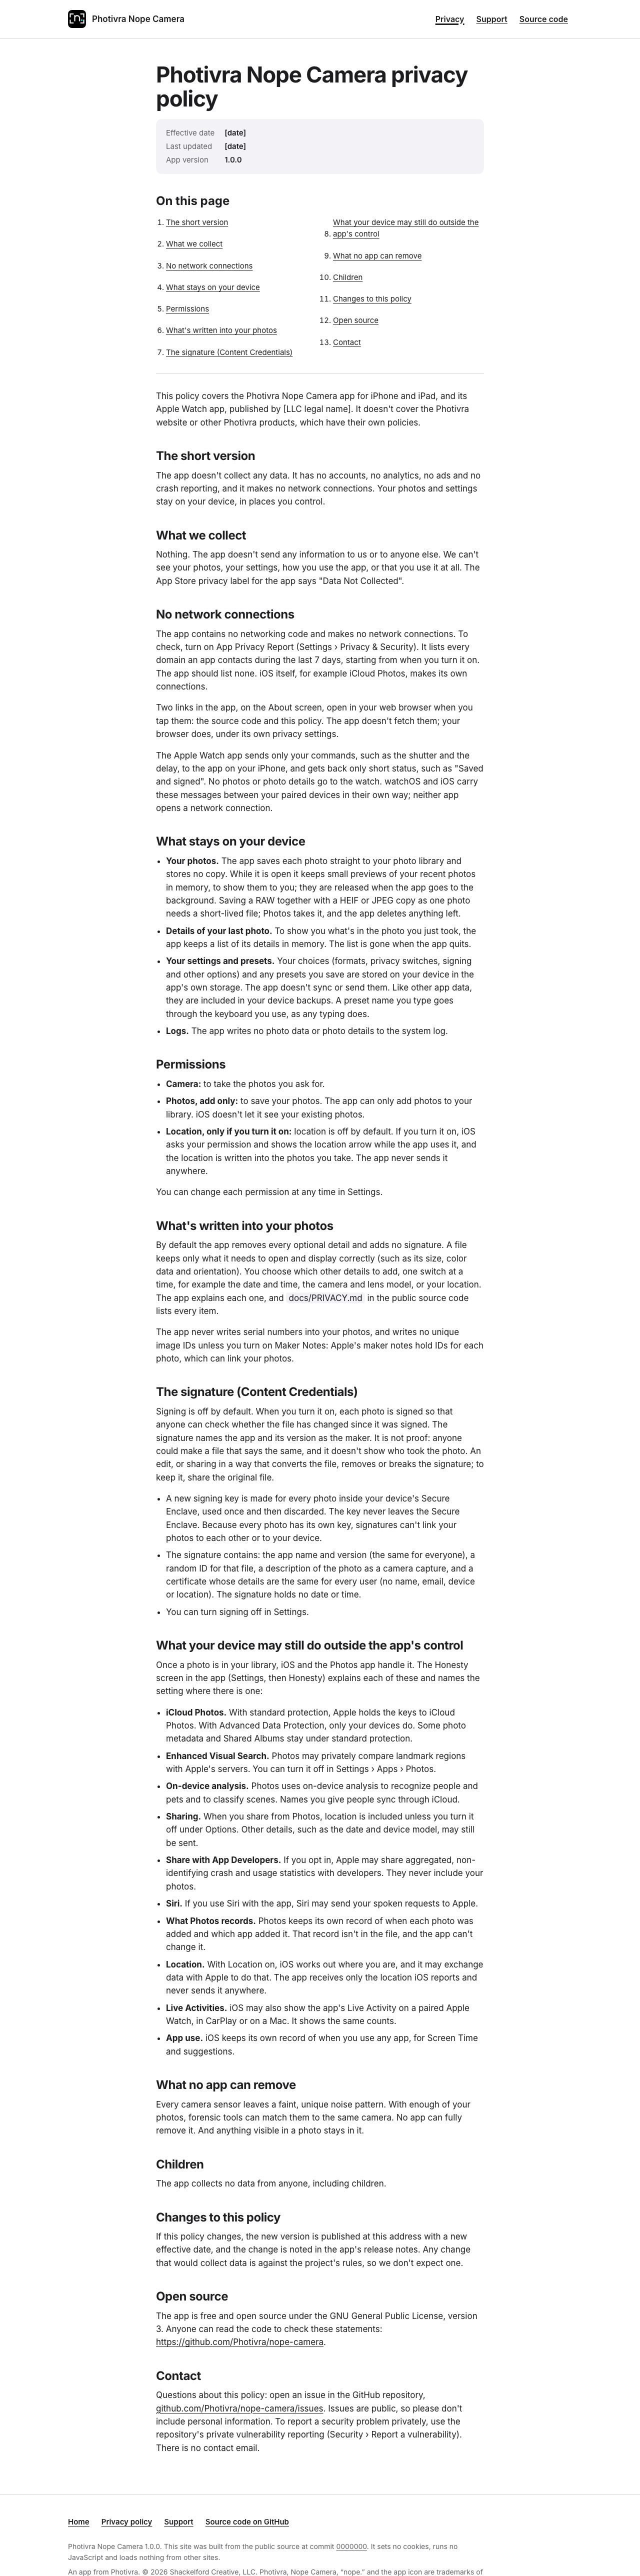 Photivra Nope Camera
Privacy Support Source code
Photivra Nope Camera privacy
policy
Effective date [date]
Last updated [date]
App version 1.0.0
On this page
1. The short version
2. What we collect
3. No network connections
4. What stays on your device
5. Permissions
6. What's written into your photos
7. The signature (Content Credentials)
What your device may still do outside the
8. app's control
9. What no app can remove
10. Children
11. Changes to this policy
12. Open source
13. Contact
This policy covers the Photivra Nope Camera app for iPhone and iPad, and its
Apple Watch app, published by [LLC legal name]. It doesn't cover the Photivra
website or other Photivra products, which have their own policies.
The short version
The app doesn't collect any data. It has no accounts, no analytics, no ads and no
crash reporting, and it makes no network connections. Your photos and settings
stay on your device, in places you control.
What we collect
Nothing. The app doesn't send any information to us or to anyone else. We can't
see your photos, your settings, how you use the app, or that you use it at all. The
App Store privacy label for the app says "Data Not Collected".
No network connections
The app contains no networking code and makes no network connections. To
check, turn on App Privacy Report (Settings › Privacy & Security). It lists every
domain an app contacts during the last 7 days, starting from when you turn it on.
The app should list none. iOS itself, for example iCloud Photos, makes its own
connections.
Two links in the app, on the About screen, open in your web browser when you
tap them: the source code and this policy. The app doesn't fetch them; your
browser does, under its own privacy settings.
The Apple Watch app sends only your commands, such as the shutter and the
delay, to the app on your iPhone, and gets back only short status, such as "Saved
and signed". No photos or photo details go to the watch. watchOS and iOS carry
these messages between your paired devices in their own way; neither app
opens a network connection.
What stays on your device
• Your photos. The app saves each photo straight to your photo library and
stores no copy. While it is open it keeps small previews of your recent photos
in memory, to show them to you; they are released when the app goes to the
background. Saving a RAW together with a HEIF or JPEG copy as one photo
needs a short-lived file; Photos takes it, and the app deletes anything left.
• Details of your last photo. To show you what's in the photo you just took, the
app keeps a list of its details in memory. The list is gone when the app quits.
• Your settings and presets. Your choices (formats, privacy switches, signing
and other options) and any presets you save are stored on your device in the
app's own storage. The app doesn't sync or send them. Like other app data,
they are included in your device backups. A preset name you type goes
through the keyboard you use, as any typing does.
• Logs. The app writes no photo data or photo details to the system log.
Permissions
• Camera: to take the photos you ask for.
• Photos, add only: to save your photos. The app can only add photos to your
library. iOS doesn't let it see your existing photos.
• Location, only if you turn it on: location is off by default. If you turn it on, iOS
asks your permission and shows the location arrow while the app uses it, and
the location is written into the photos you take. The app never sends it
anywhere.
You can change each permission at any time in Settings.
What's written into your photos
By default the app removes every optional detail and adds no signature. A file
keeps only what it needs to open and display correctly (such as its size, color
data and orientation). You choose which other details to add, one switch at a
time, for example the date and time, the camera and lens model, or your location.
The app explains each one, and docs/PRIVACY.md in the public source code
lists every item.
The app never writes serial numbers into your photos, and writes no unique
image IDs unless you turn on Maker Notes: Apple's maker notes hold IDs for each
photo, which can link your photos.
The signature (Content Credentials)
Signing is off by default. When you turn it on, each photo is signed so that
anyone can check whether the file has changed since it was signed. The
signature names the app and its version as the maker. It is not proof: anyone
could make a file that says the same, and it doesn't show who took the photo. An
edit, or sharing in a way that converts the file, removes or breaks the signature; to
keep it, share the original file.
• A new signing key is made for every photo inside your device's Secure
Enclave, used once and then discarded. The key never leaves the Secure
Enclave. Because every photo has its own key, signatures can't link your
photos to each other or to your device.
• The signature contains: the app name and version (the same for everyone), a
random ID for that file, a description of the photo as a camera capture, and a
certificate whose details are the same for every user (no name, email, device
or location). The signature holds no date or time.
• You can turn signing off in Settings.
What your device may still do outside the app's control
Once a photo is in your library, iOS and the Photos app handle it. The Honesty
screen in the app (Settings, then Honesty) explains each of these and names the
setting where there is one:
• iCloud Photos. With standard protection, Apple holds the keys to iCloud
Photos. With Advanced Data Protection, only your devices do. Some photo
metadata and Shared Albums stay under standard protection.
• Enhanced Visual Search. Photos may privately compare landmark regions
with Apple's servers. You can turn it off in Settings › Apps › Photos.
• On-device analysis. Photos uses on-device analysis to recognize people and
pets and to classify scenes. Names you give people sync through iCloud.
• Sharing. When you share from Photos, location is included unless you turn it
off under Options. Other details, such as the date and device model, may still
be sent.
• Share with App Developers. If you opt in, Apple may share aggregated, non-
identifying crash and usage statistics with developers. They never include your
photos.
• Siri. If you use Siri with the app, Siri may send your spoken requests to Apple.
• What Photos records. Photos keeps its own record of when each photo was
added and which app added it. That record isn't in the file, and the app can't
change it.
• Location. With Location on, iOS works out where you are, and it may exchange
data with Apple to do that. The app receives only the location iOS reports and
never sends it anywhere.
• Live Activities. iOS may also show the app's Live Activity on a paired Apple
Watch, in CarPlay or on a Mac. It shows the same counts.
• App use. iOS keeps its own record of when you use any app, for Screen Time
and suggestions.
What no app can remove
Every camera sensor leaves a faint, unique noise pattern. With enough of your
photos, forensic tools can match them to the same camera. No app can fully
remove it. And anything visible in a photo stays in it.
Children
The app collects no data from anyone, including children.
Changes to this policy
If this policy changes, the new version is published at this address with a new
effective date, and the change is noted in the app's release notes. Any change
that would collect data is against the project's rules, so we don't expect one.
Open source
The app is free and open source under the GNU General Public License, version
3. Anyone can read the code to check these statements:
https://github.com/Photivra/nope-camera.
Contact
Questions about this policy: open an issue in the GitHub repository,
github.com/Photivra/nope-camera/issues. Issues are public, so please don't
include personal information. To report a security problem privately, use the
repository's private vulnerability reporting (Security › Report a vulnerability).
There is no contact email.
Home Privacy policy Support Source code on GitHub
Photivra Nope Camera 1.0.0. This site was built from the public source at commit 0000000. It sets no cookies, runs no
JavaScript and loads nothing from other sites.
An app from Photivra. © 2026 Shackelford Creative, LLC. Photivra, Nope Camera, "nope." and the app icon are trademarks of